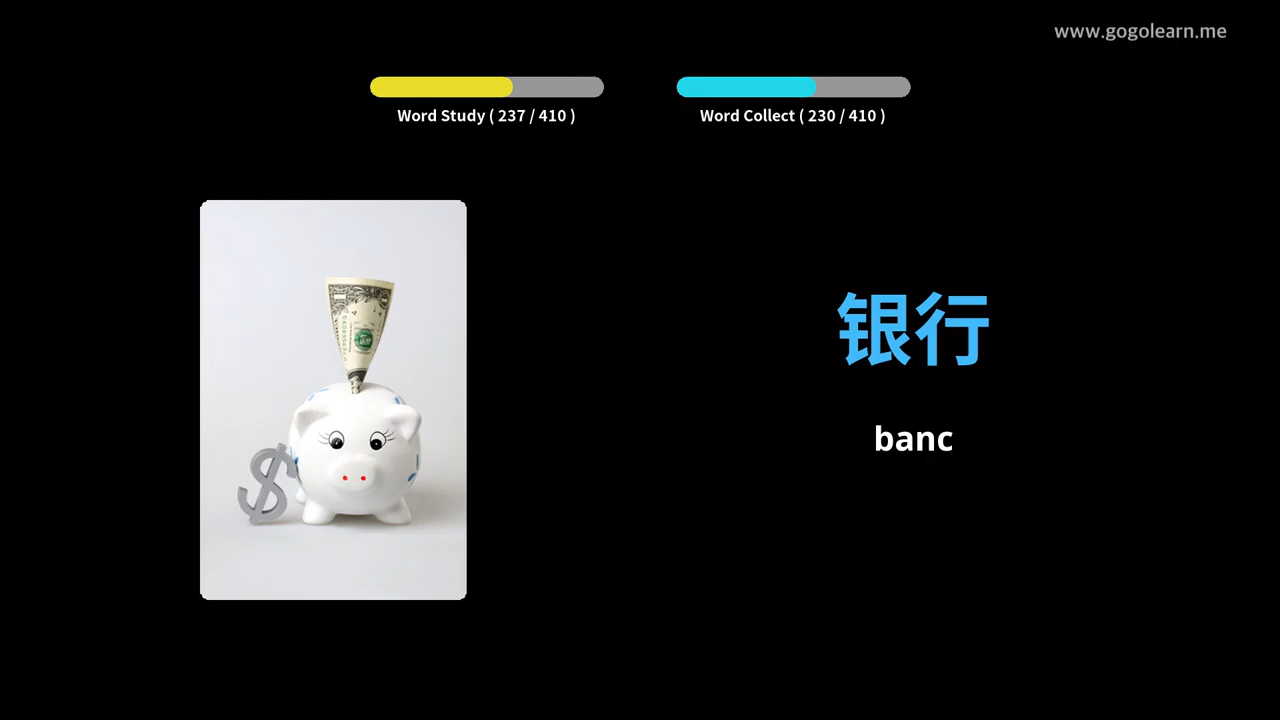 www.gogolearn.me
Word Study ( 237 / 410 )
Word Collect ( 230 / 410 )
银行
banc
$